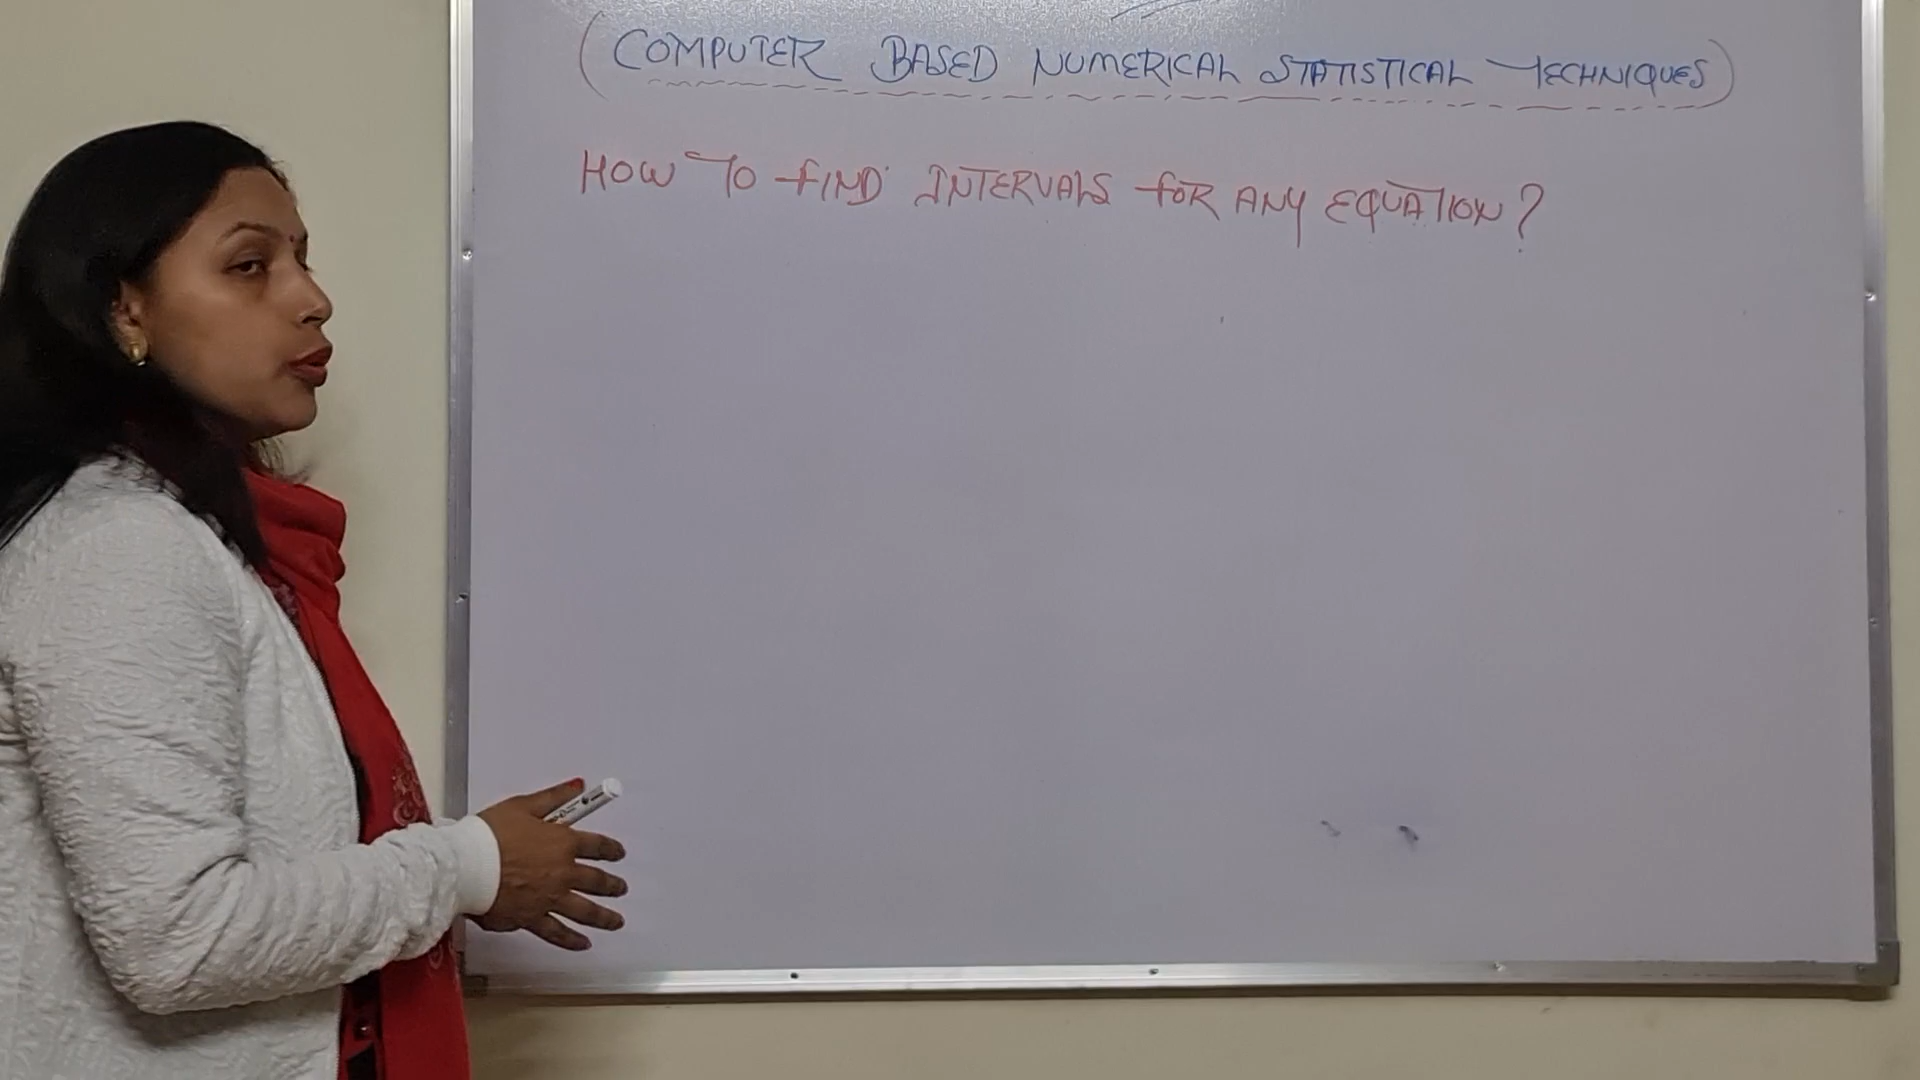 (COMPUTER BASED NUMERICAL STATISTICAL TECHNIQUES)
HOW TO FIND INTERVALS FOR ANY EQUATION?